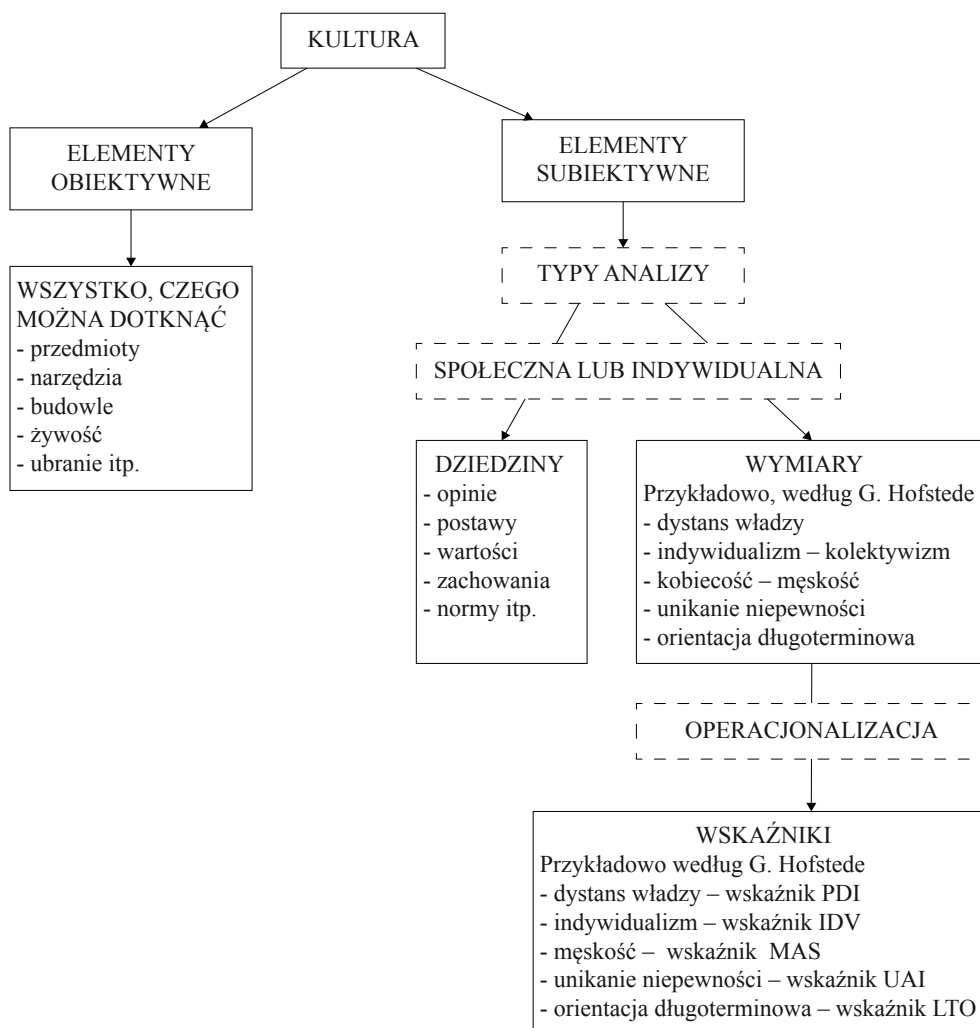 KULTURA
ELEMENTY
OBIEKTYWNE
ELEMENTY
SUBIEKTYWNE
WSZYSTKO, CZEGO
MOŻNA DOTKNĄĆ
- przedmioty
- narzędzia
- budowle
- żywość
- ubranie itp.
TYPY ANALIZY
SPOŁECZNA LUB INDYWIDUALNA
DZIEDZINY
- opinie
- postawy
- wartości
- zachowania
- normy itp.
WYMIARY
Przykładowo, według G. Hofstede
- dystans władzy
- indywidualizm – kolektywizm
- kobiecość – męskość
- unikanie niepewności
- orientacja długoterminowa
OPERACJONALIZACJA
WSKAŹNIKI
Przykładowo według G. Hofstede
- dystans władzy – wskaźnik PDI
- indywidualizm – wskaźnik IDV
- męskość – wskaźnik MAS
- unikanie niepewności – wskaźnik UAI
- orientacja długoterminowa – wskaźnik LTO